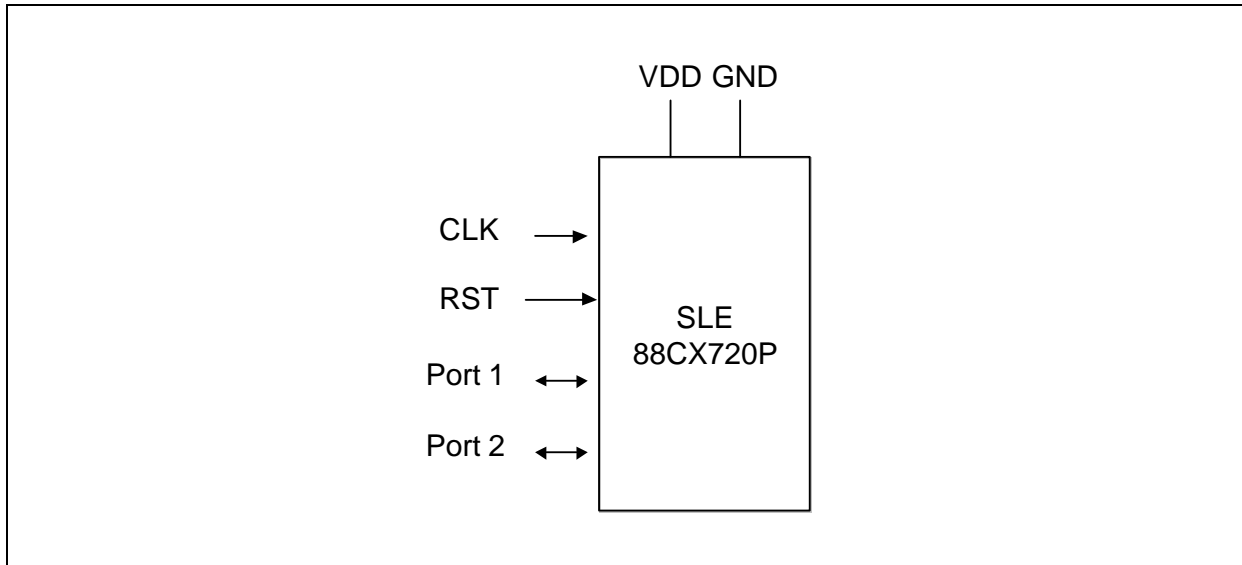 VDD GND
CLK
RST
SLE
88CX720P
Port 1
Port 2